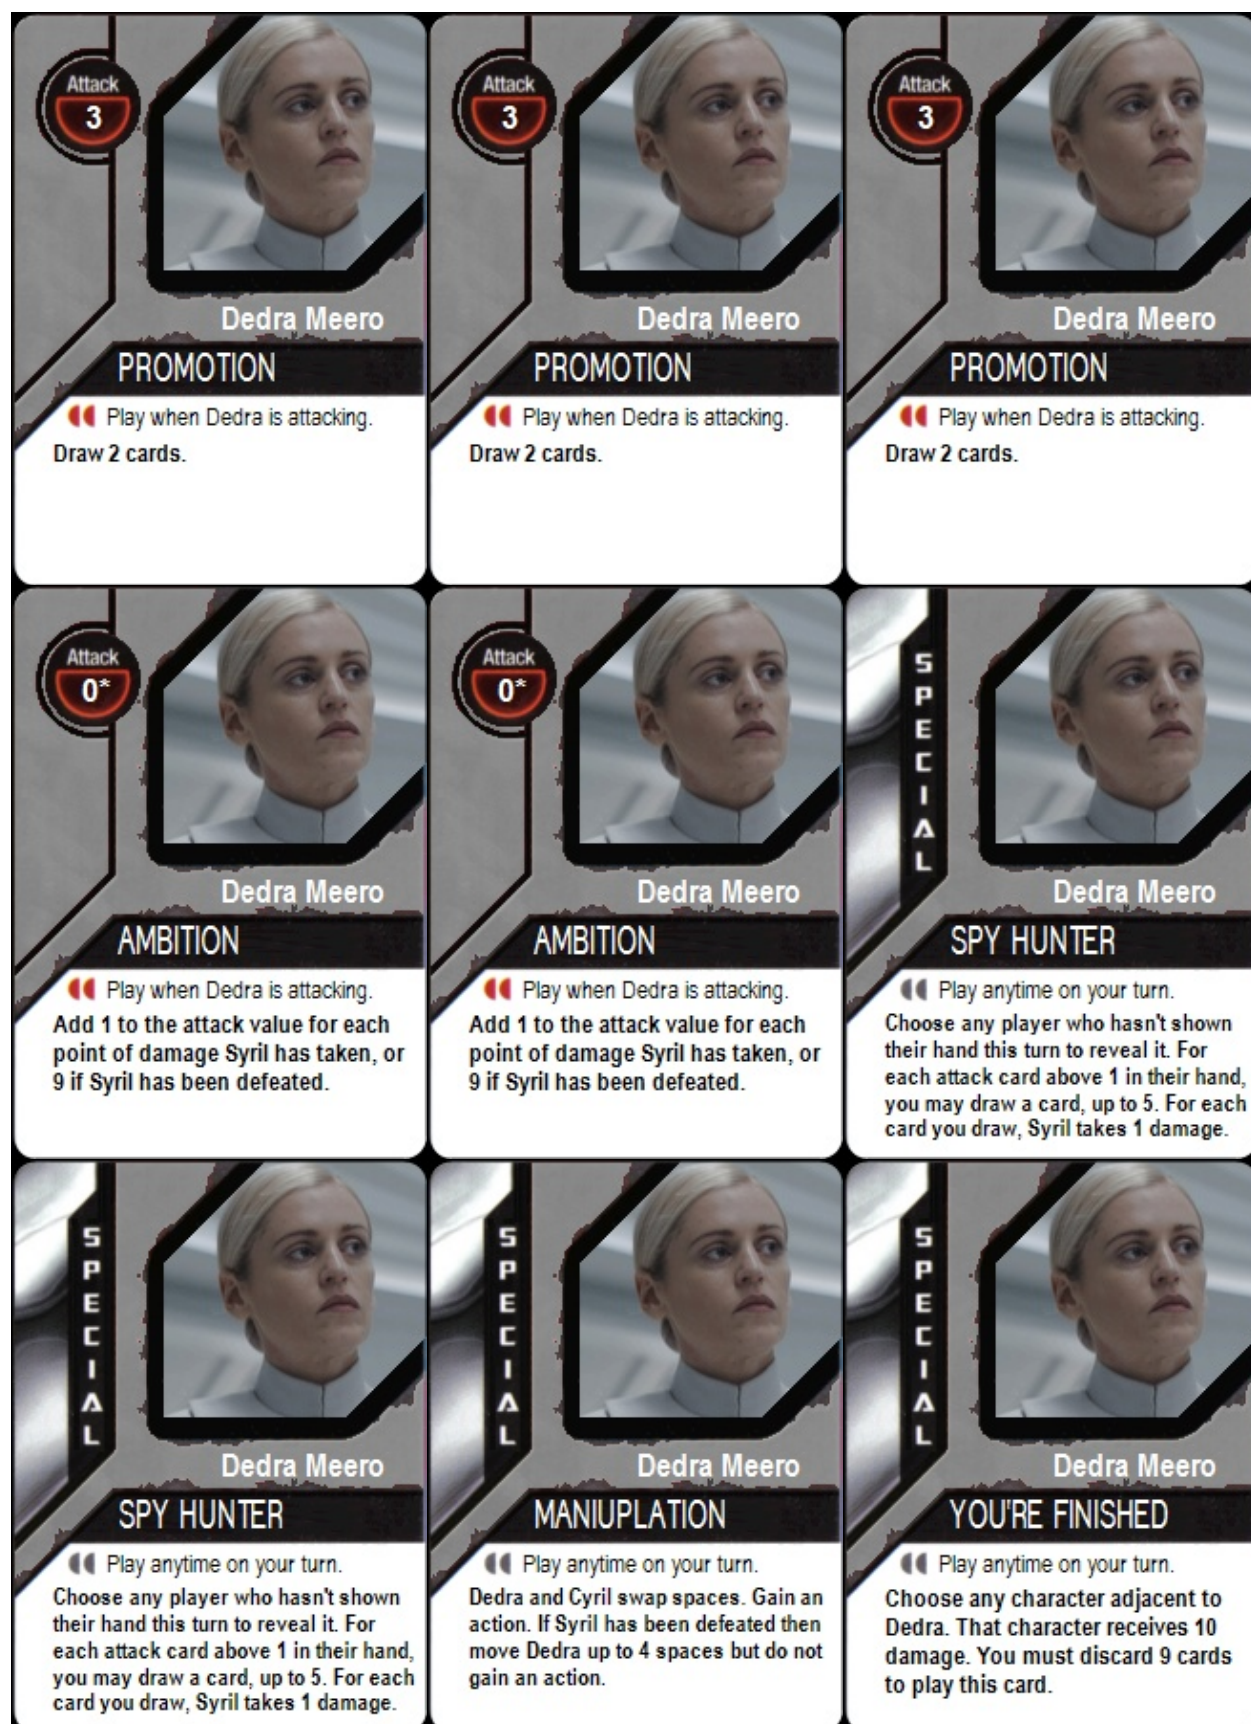 Attack
3
Dedra Meero
PROMOTION
Play when Dedra is attacking.
Draw 2 cards.
Attack
3
Dedra Meero
PROMOTION
Play when Dedra is attacking.
Draw 2 cards.
Attack
3
Dedra Meero
PROMOTION
Play when Dedra is attacking.
Draw 2 cards.
Attack
0*
Dedra Meero
AMBITION
Play when Dedra is attacking.
Add 1 to the attack value for each
point of damage Syril has taken, or
9 if Syril has been defeated.
Attack
0*
Dedra Meero
AMBITION
Play when Dedra is attacking.
Add 1 to the attack value for each
point of damage Syril has taken, or
9 if Syril has been defeated.
SPECIAL
Dedra Meero
SPY HUNTER
Play anytime on your turn.
Choose any player who hasn't shown
their hand this turn to reveal it. For
each attack card above 1 in their hand,
you may draw a card, up to 5. For each
card you draw, Syril takes 1 damage.
SPECIAL
Dedra Meero
SPY HUNTER
Play anytime on your turn.
Choose any player who hasn't shown
their hand this turn to reveal it. For
each attack card above 1 in their hand,
you may draw a card, up to 5. For each
card you draw, Syril takes 1 damage.
SPECIAL
Dedra Meero
MANIUPLATION
Play anytime on your turn.
Dedra and Cyril swap spaces. Gain an
action. If Syril has been defeated then
move Dedra up to 4 spaces but do not
gain an action.
SPECIAL
Dedra Meero
YOU'RE FINISHED
Play anytime on your turn.
Choose any character adjacent to
Dedra. That character receives 10
damage. You must discard 9 cards
to play this card.